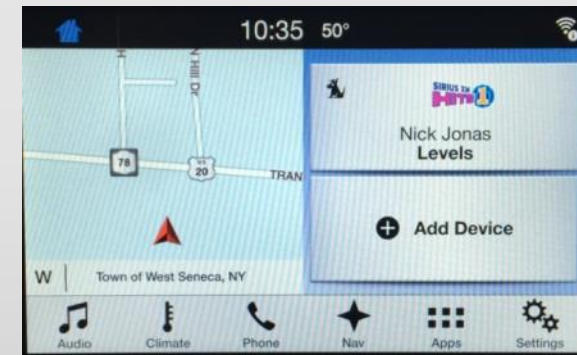 10:35 50°
H
N Hill Dr
78
US
20
TRAN
W
Town of West Seneca, NY
SIRIUS XM
HITS 1
Nick Jonas
Levels
Add Device
Audio
Climate
Phone
Nav
Apps
Settings